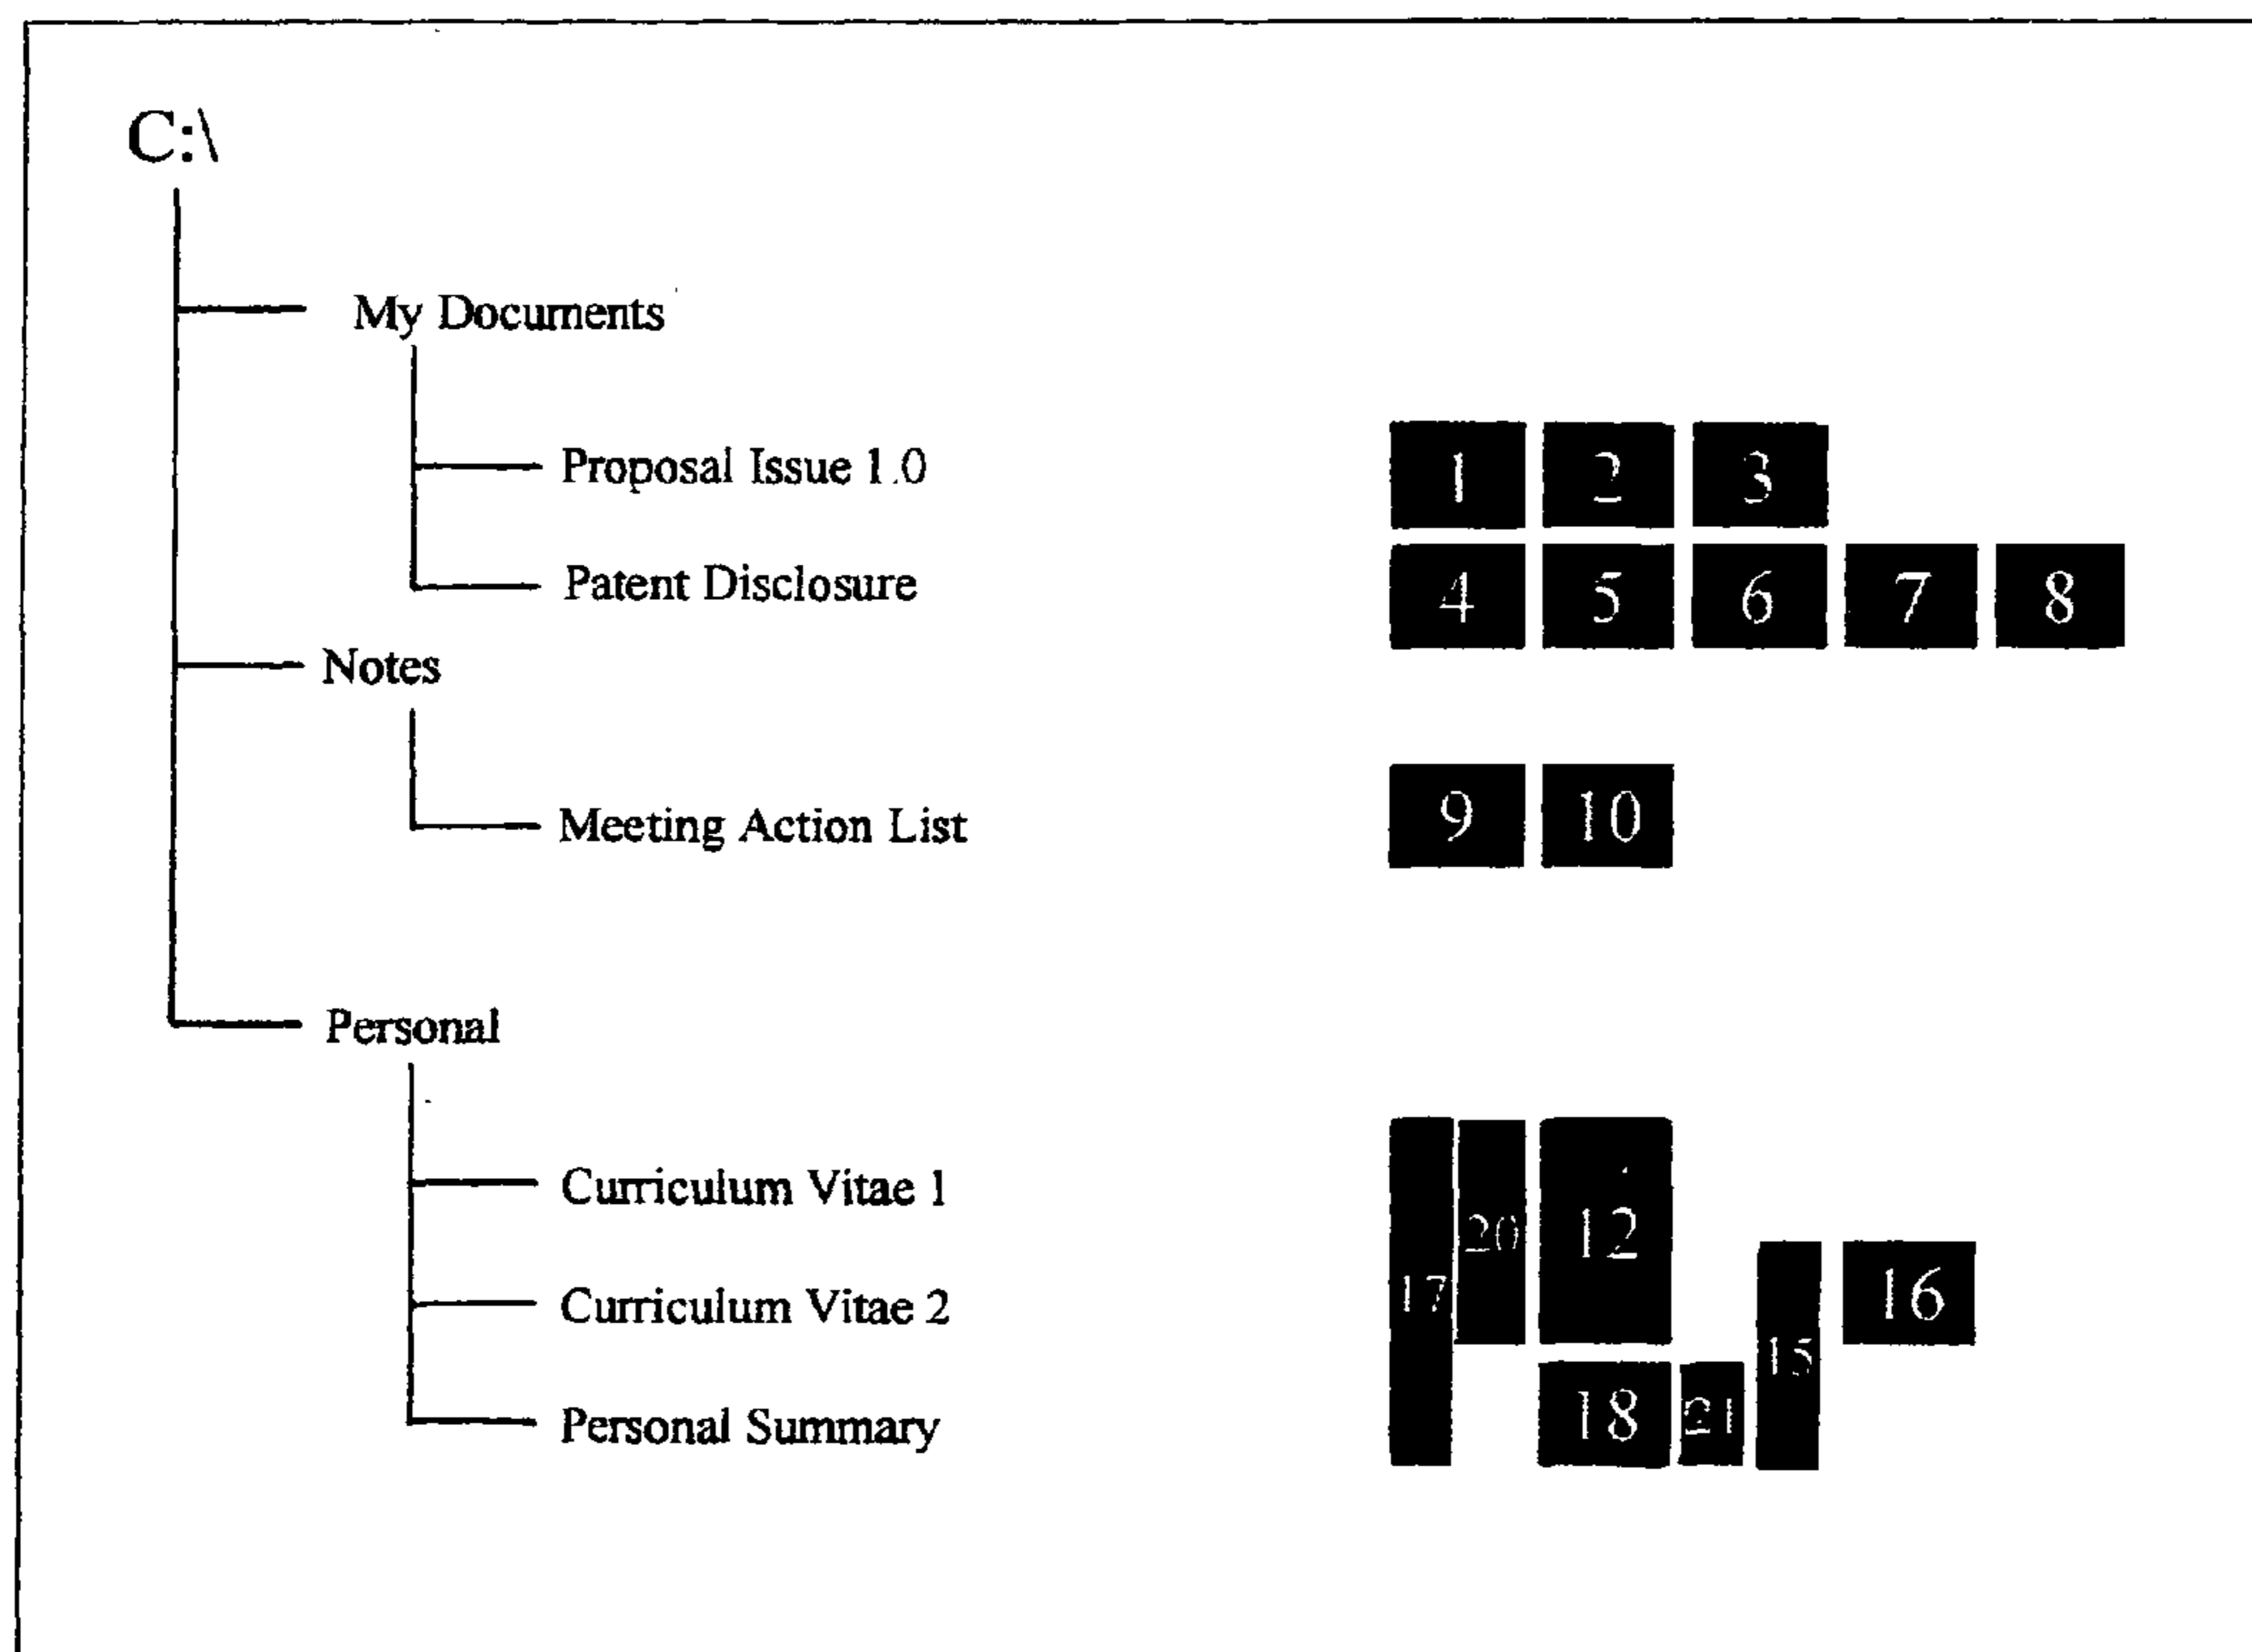 C:\
My Documents
Proposal Issue 1.0 1 2 3
Patent Disclosure 4 5 6 7 8
Notes
Meeting Action List 9 10
Personal
Curriculum Vitae 1 20 12
Curriculum Vitae 2 17 15 16
Personal Summary 18 21